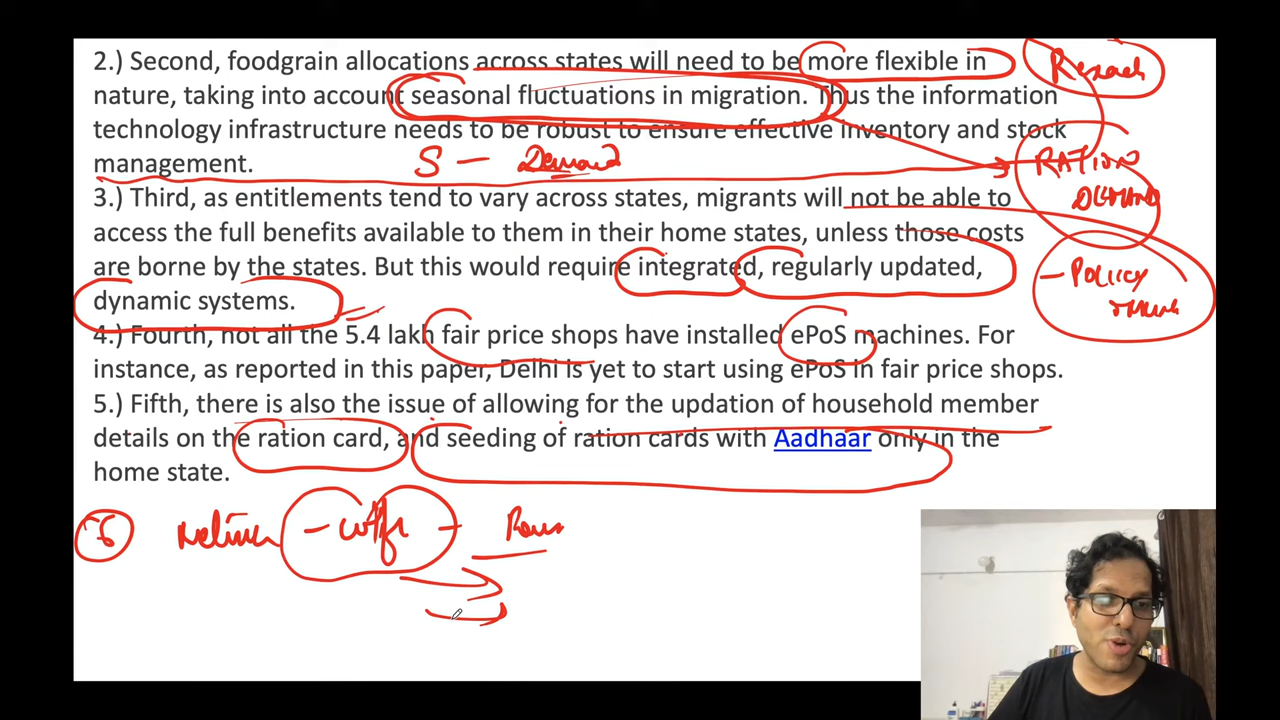 2.) Second, foodgrain allocations across states will need to be more flexible in
nature, taking into account seasonal fluctuations in migration. Thus the information
technology infrastructure needs to be robust to ensure effective inventory and stock
management.
S - Demand
RATION
DEMAND
3.) Third, as entitlements tend to vary across states, migrants will not be able to
access the full benefits available to them in their home states, unless those costs
are borne by the states. But this would require integrated, regularly updated,
dynamic systems.
- POLICY
4.) Fourth, not all the 5.4 lakh fair price shops have installed ePoS machines. For
instance, as reported in this paper, Delhi is yet to start using ePoS in fair price shops.
5.) Fifth, there is also the issue of allowing for the updation of household member
details on the ration card, and seeding of ration cards with Aadhaar only in the
home state.